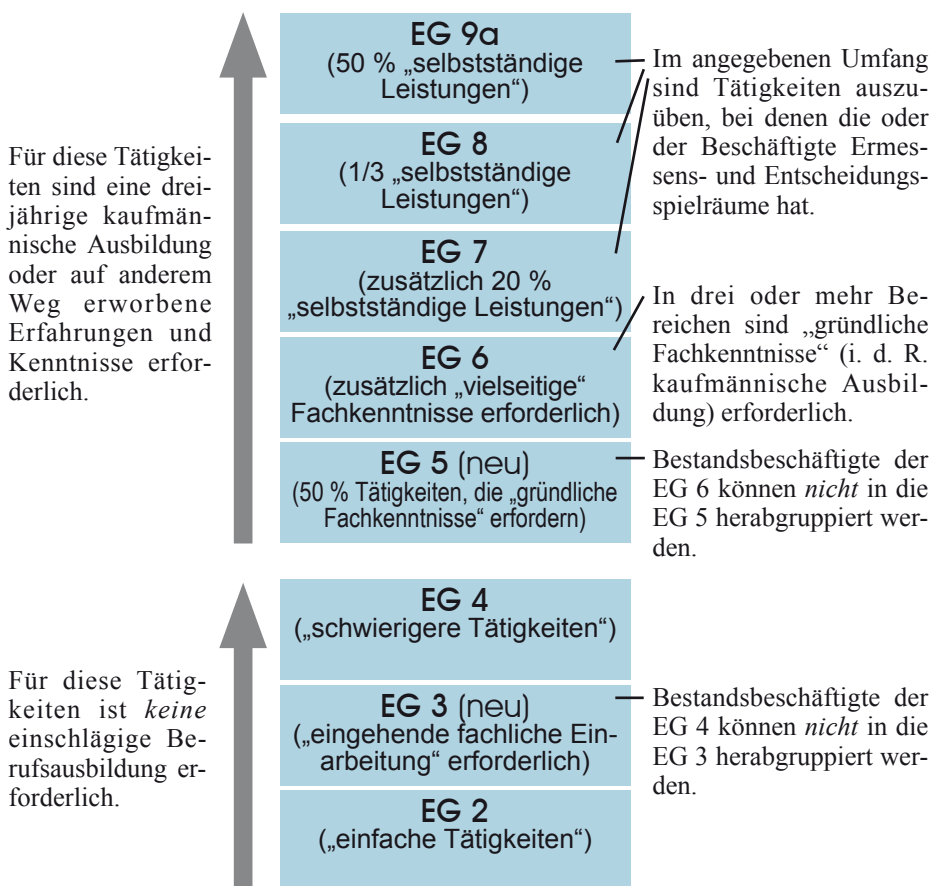 EG 9a
(50 % „selbstständige
Leistungen“)
EG 8
(1/3 „selbstständige
Leistungen“)
EG 7
(zusätzlich 20 %
„selbstständige Leistungen“)
EG 6
(zusätzlich „vielseitige“
Fachkenntnisse erforderlich)
EG 5 (neu)
(50 % Tätigkeiten, die „gründliche
Fachkenntnisse“ erfordern)
Für diese Tätigkei-
ten sind eine drei-
jährige kaufmän-
nische Ausbildung
oder auf anderem
Weg erworbene
Erfahrungen und
Kenntnisse erfor-
derlich.
Im angegebenen Umfang
sind Tätigkeiten auszu-
üben, bei denen die oder
der Beschäftigte Ermes-
sens- und Entscheidungs-
spielräume hat.
In drei oder mehr Be-
reichen sind „gründliche
Fachkenntnisse“ (i. d. R.
kaufmännische Ausbil-
dung) erforderlich.
Bestandsbeschäftigte der
EG 6 können nicht in die
EG 5 herabgruppiert wer-
den.
EG 4
(„schwierigere Tätigkeiten“)
EG 3 (neu)
(„eingehende fachliche Ein-
arbeitung“ erforderlich)
EG 2
(„einfache Tätigkeiten“)
Für diese Tätig-
keiten ist keine
einschlägige Be-
rufsausbildung er-
forderlich.
Bestandsbeschäftigte der
EG 4 können nicht in die
EG 3 herabgruppiert wer-
den.